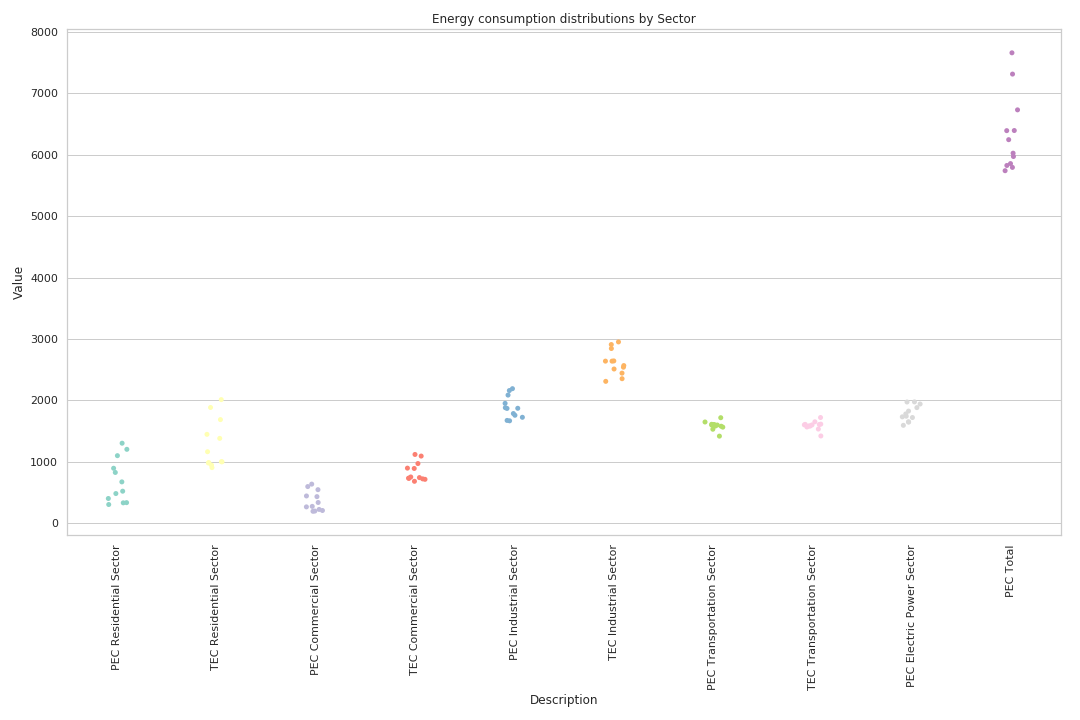 Energy consumption distributions by Sector
8000
7000
6000
5000
4000
3000
2000
1000
0
Value
PEC Residential Sector
TEC Residential Sector
PEC Commercial Sector
TEC Commercial Sector
PEC Industrial Sector
TEC Industrial Sector
PEC Transportation Sector
TEC Transportation Sector
PEC Electric Power Sector
PEC Total
Description